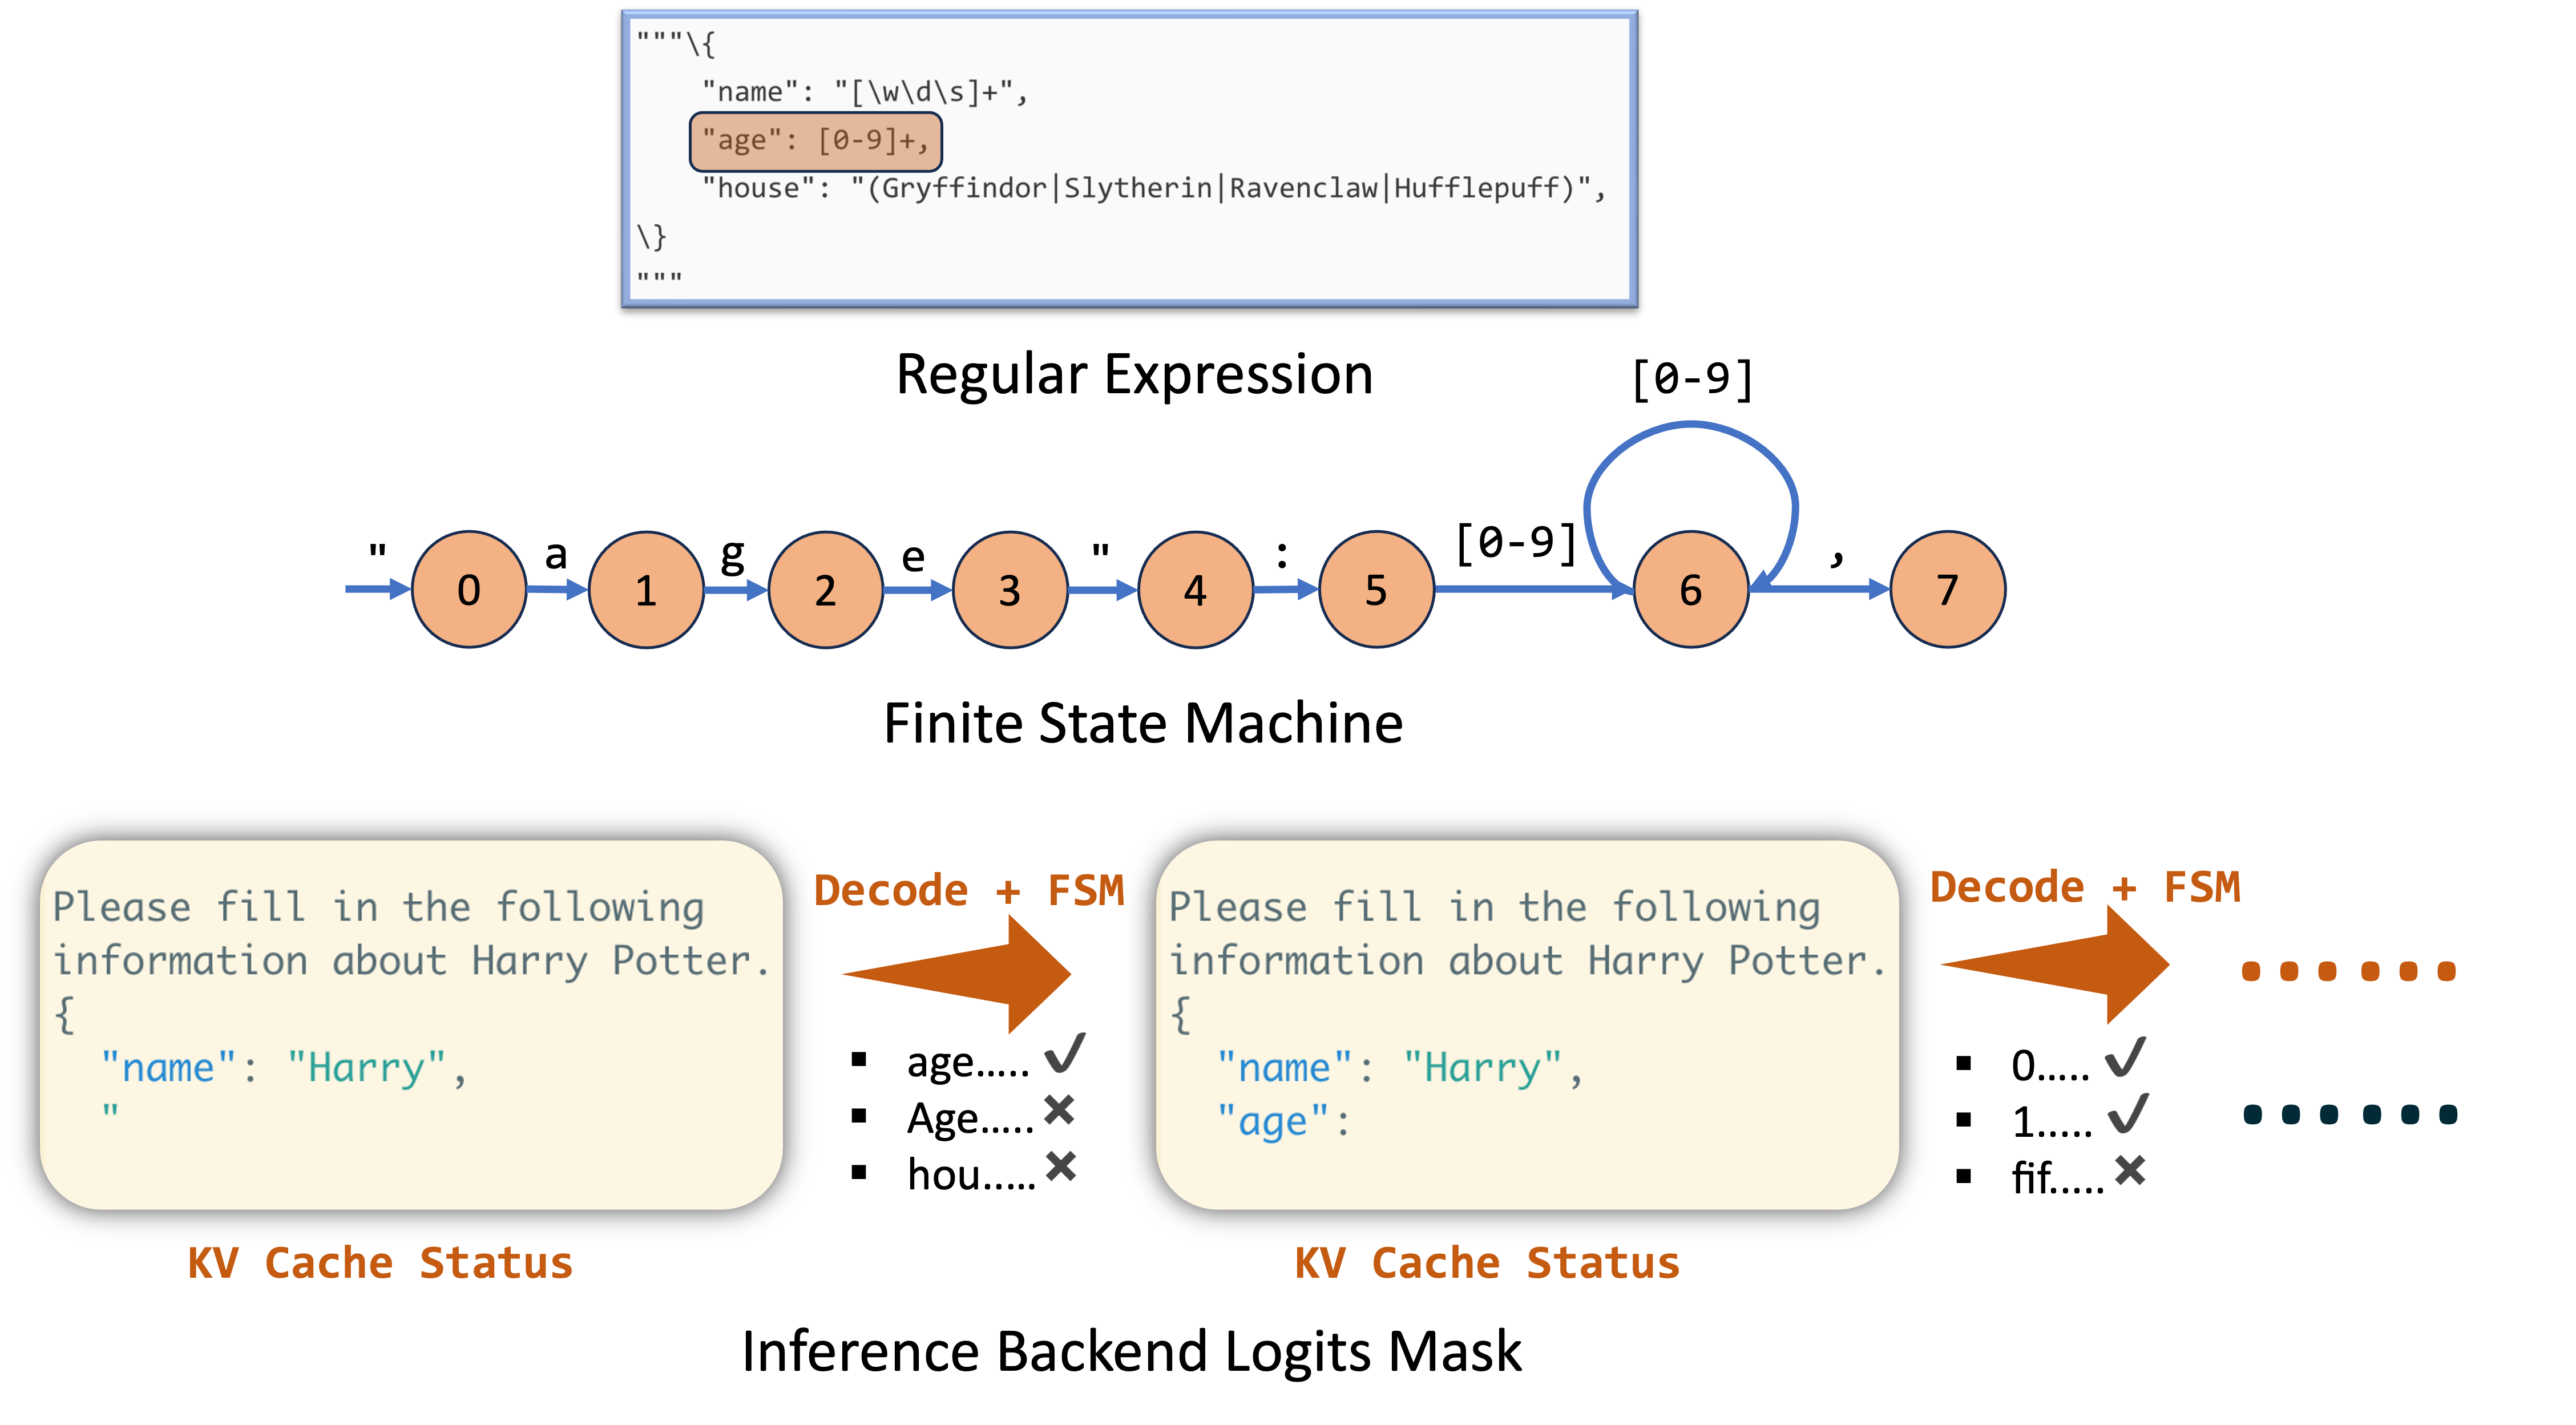 """\{
"name": "[\w\d\s]+",
"age": [0-9]+,
"house": "(Gryffindor|Slytherin|Ravenclaw|Hufflepuff)",
\}
"""
Regular Expression
[0-9]
" a g e " : [0-9] ,
0 1 2 3 4 5 6 7
Finite State Machine
Please fill in the following
information about Harry Potter.
{
"name": "Harry",
"
KV Cache Status
Decode + FSM
▪ age..... ✔
▪ Age..... ✖
▪ hou..... ✖
Please fill in the following
information about Harry Potter.
{
"name": "Harry",
"age":
KV Cache Status
Decode + FSM
▪ 0..... ✔
▪ 1..... ✔
▪ fif..... ✖
......
......
Inference Backend Logits Mask